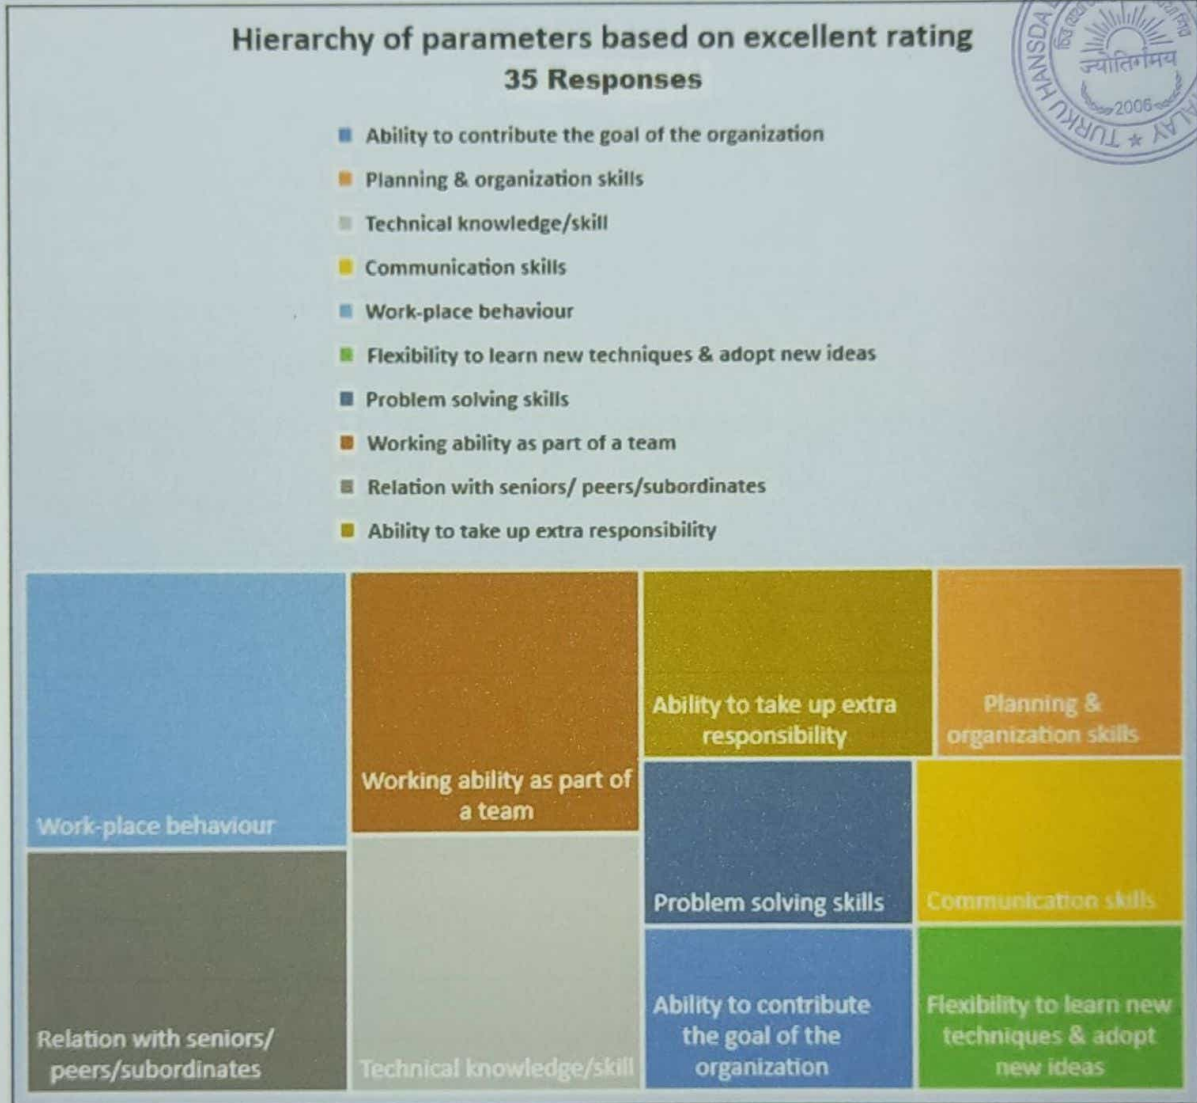 Hierarchy of parameters based on excellent rating
35 Responses
TURKU HANSDA
ज्योतिर्गमय
2006
Ability to contribute the goal of the organization
Planning & organization skills
Technical knowledge/skill
Communication skills
Work-place behaviour
Flexibility to learn new techniques & adopt new ideas
Problem solving skills
Working ability as part of a team
Relation with seniors/ peers/subordinates
Ability to take up extra responsibility
Work-place behaviour
Working ability as part of
a team
Ability to take up extra
responsibility
Planning &
organization skills
Relation with seniors/
peers/subordinates
Technical knowledge/skill
Problem solving skills
Communication skills
Ability to contribute
the goal of the
organization
Flexibility to learn new
techniques & adopt
new ideas